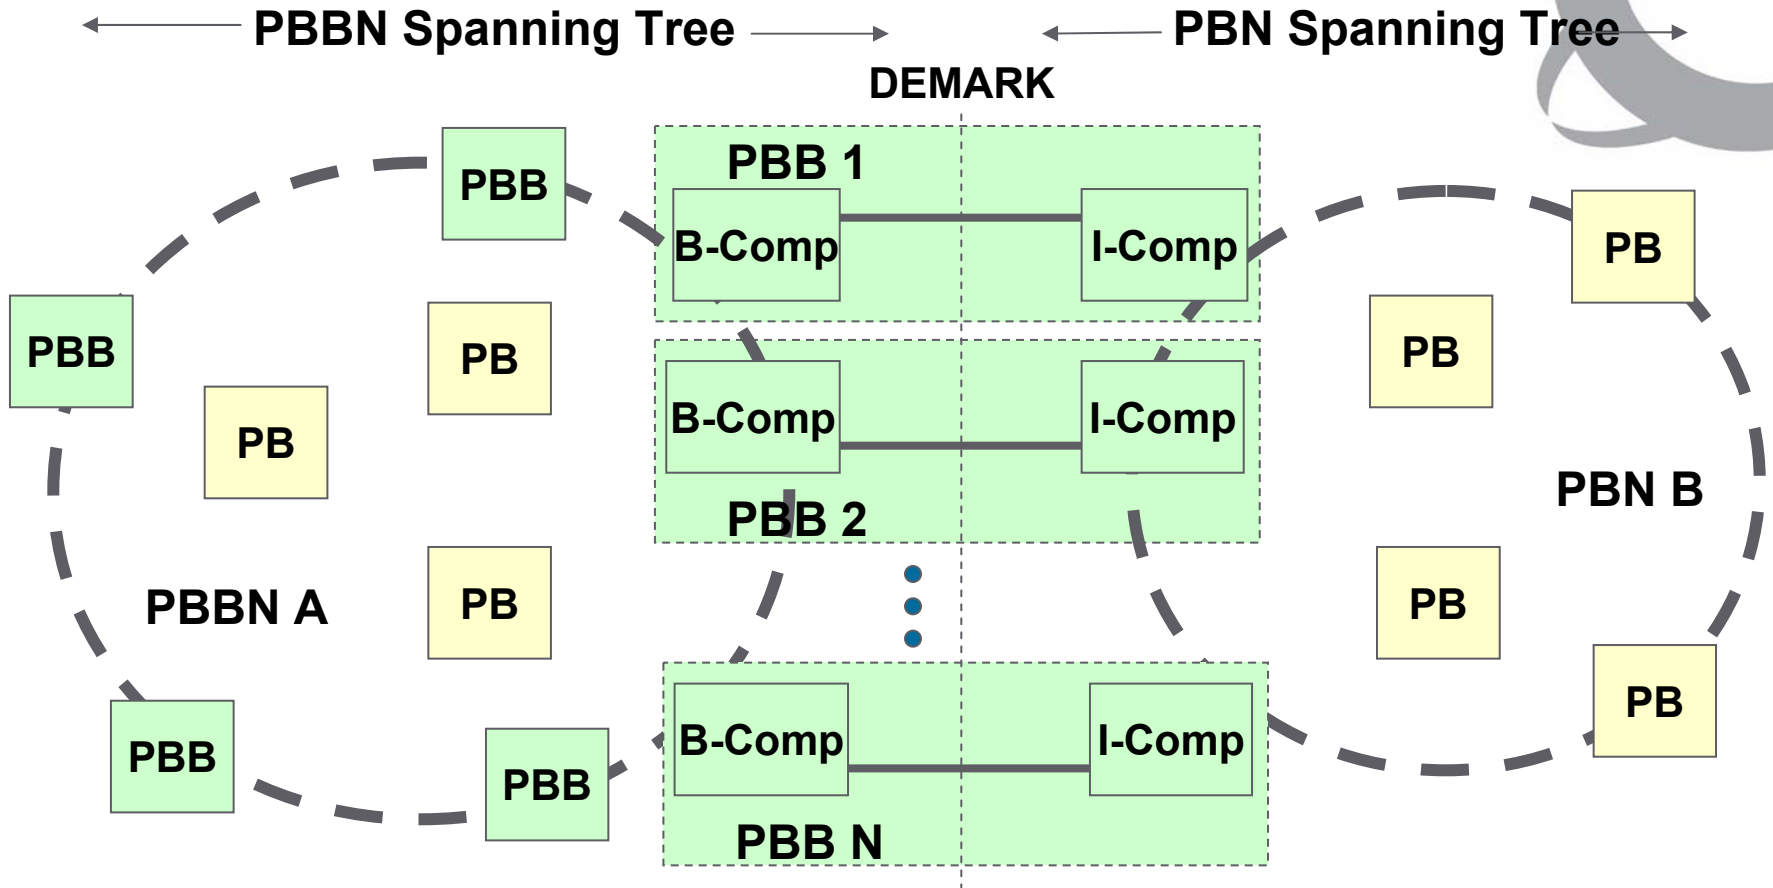 PBBN Spanning Tree
PBN Spanning Tree
DEMARK
PBB 1
PBB
B-Comp
I-Comp
PB
PBB
PB
PB
B-Comp
I-Comp
PB
PBB 2
PBN B
PBBN A
PB
PB
PBB
PBB
B-Comp
I-Comp
PB
PBB N